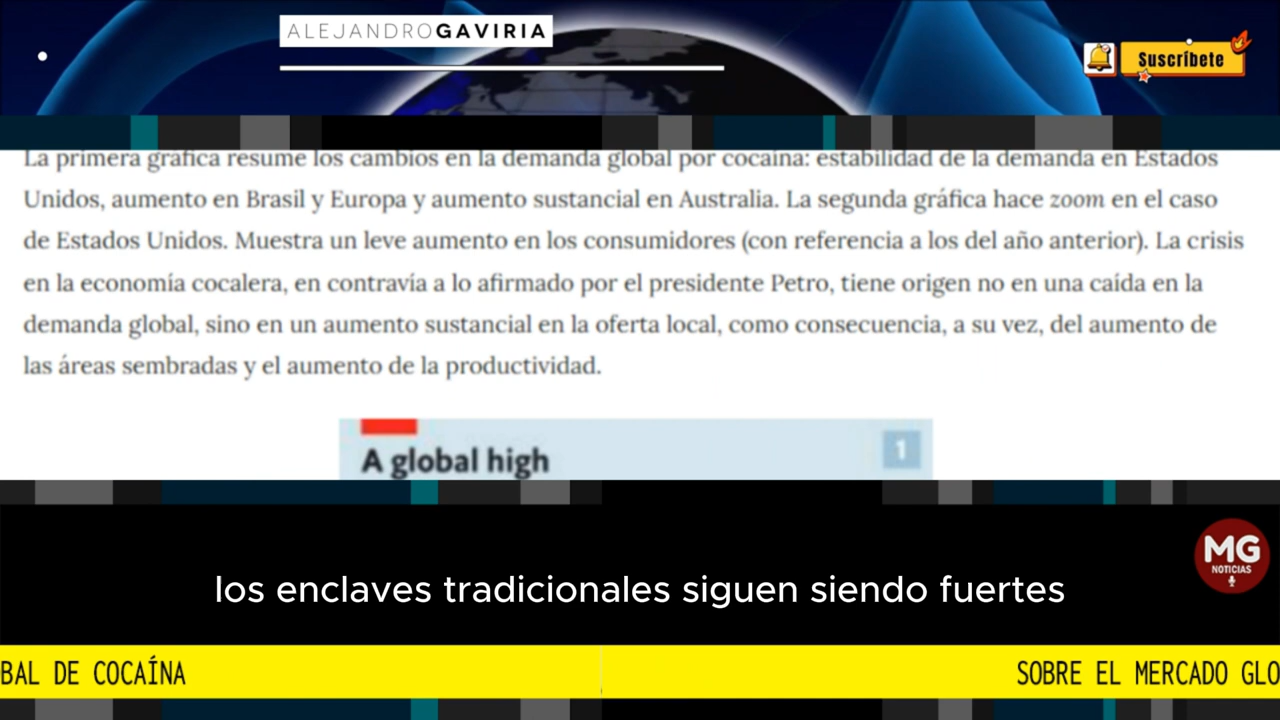 ALEJANDROGAVIRIA
Suscríbete
La primera gráfica resume los cambios en la demanda global por cocaína: estabilidad de la demanda en Estados
Unidos, aumento en Brasil y Europa y aumento sustancial en Australia. La segunda gráfica hace zoom en el caso
de Estados Unidos. Muestra un leve aumento en los consumidores (con referencia a los del año anterior). La crisis
en la economía cocalera, en contravía a lo afirmado por el presidente Petro, tiene origen no en una caída en la
demanda global, sino en un aumento sustancial en la oferta local, como consecuencia, a su vez, del aumento de
las áreas sembradas y el aumento de la productividad.
A global high
1
MG
NOTICIAS
los enclaves tradicionales siguen siendo fuertes
BAL DE COCAÍNA
SOBRE EL MERCADO GLO